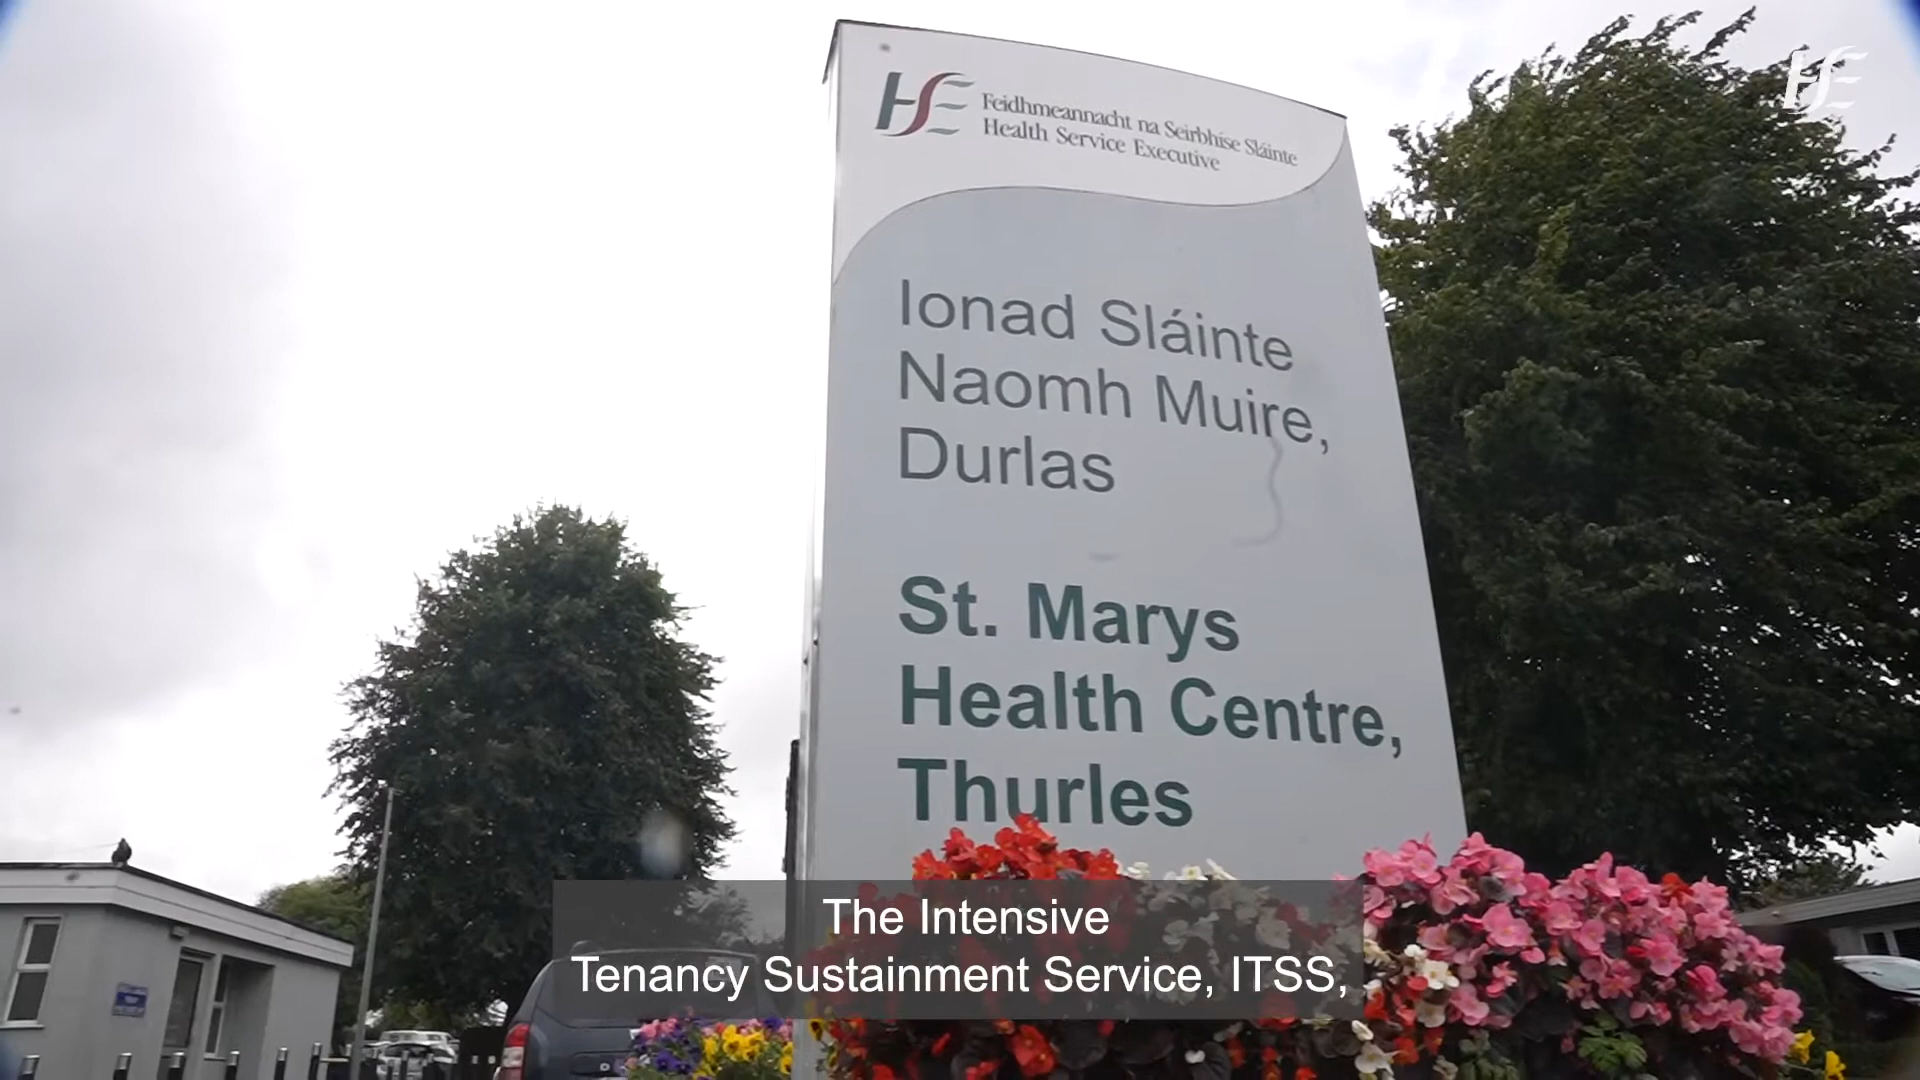 HSE
Feidhmeannacht na Seirbhíse Sláinte
Health Service Executive
HSE
Ionad Sláinte
Naomh Muire,
Durlas
St. Marys
Health Centre,
Thurles
The Intensive
Tenancy Sustainment Service, ITSS,